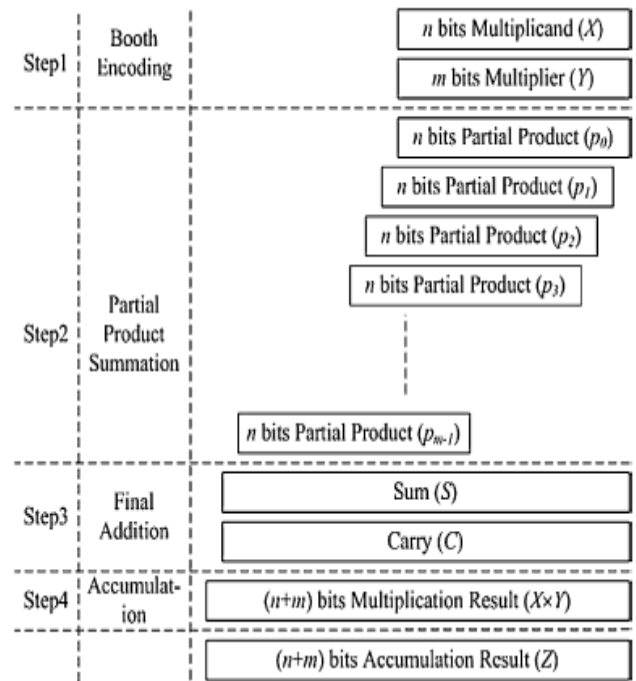 Step1
Booth
Encoding
n bits Multiplicand (X)
m bits Multiplier (Y)
Step2
Partial
Product
Summation
n bits Partial Product (p0)
n bits Partial Product (p1)
n bits Partial Product (p2)
n bits Partial Product (p3)
n bits Partial Product (pm-1)
Step3
Final
Addition
Sum (S)
Carry (C)
Step4
Accumulat-
ion
(n+m) bits Multiplication Result (X×Y)
(n+m) bits Accumulation Result (Z)